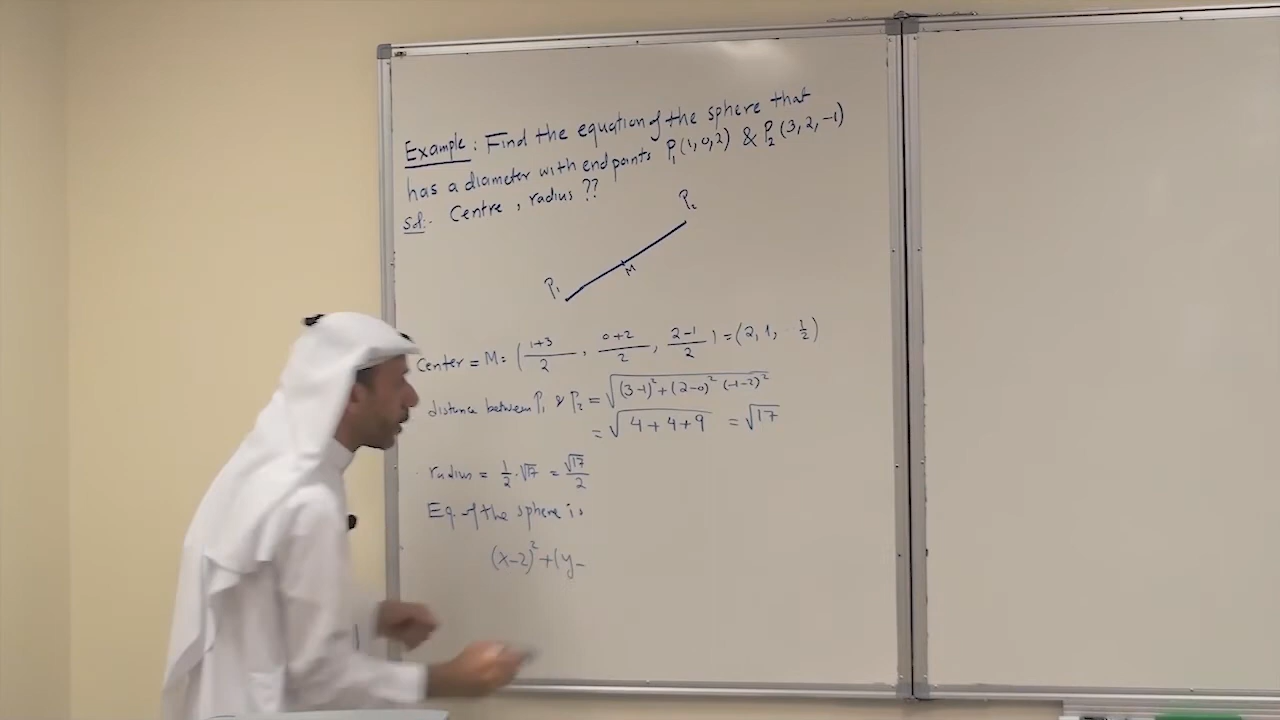 Example: Find the equation of the sphere that
has a diameter with endpoints P₁(1,0,2) & P₂(3,2,-1)
Sol:. Centre, radius ??
P₂
M
P₁
Center = M = (1+3/2, 0+2/2, 2-1/2) = (2, 1, 1/2)
distance between P₁ & P₂ = √(3-1)² + (2-0)² (-1-2)²
= √4+4+9 = √17
radius = 1/2 · √17 = √17/2
Eq. of the sphere is
(x-2)² + (y-